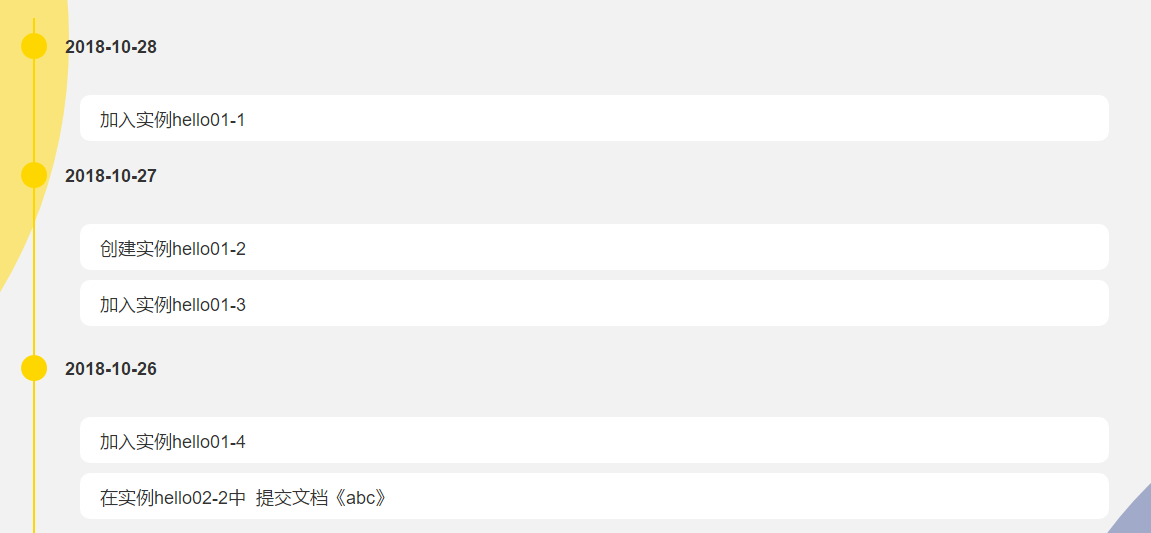 2018-10-28
加入实例hello01-1
2018-10-27
创建实例hello01-2
加入实例hello01-3
2018-10-26
加入实例hello01-4
在实例hello02-2中  提交文档《abc》